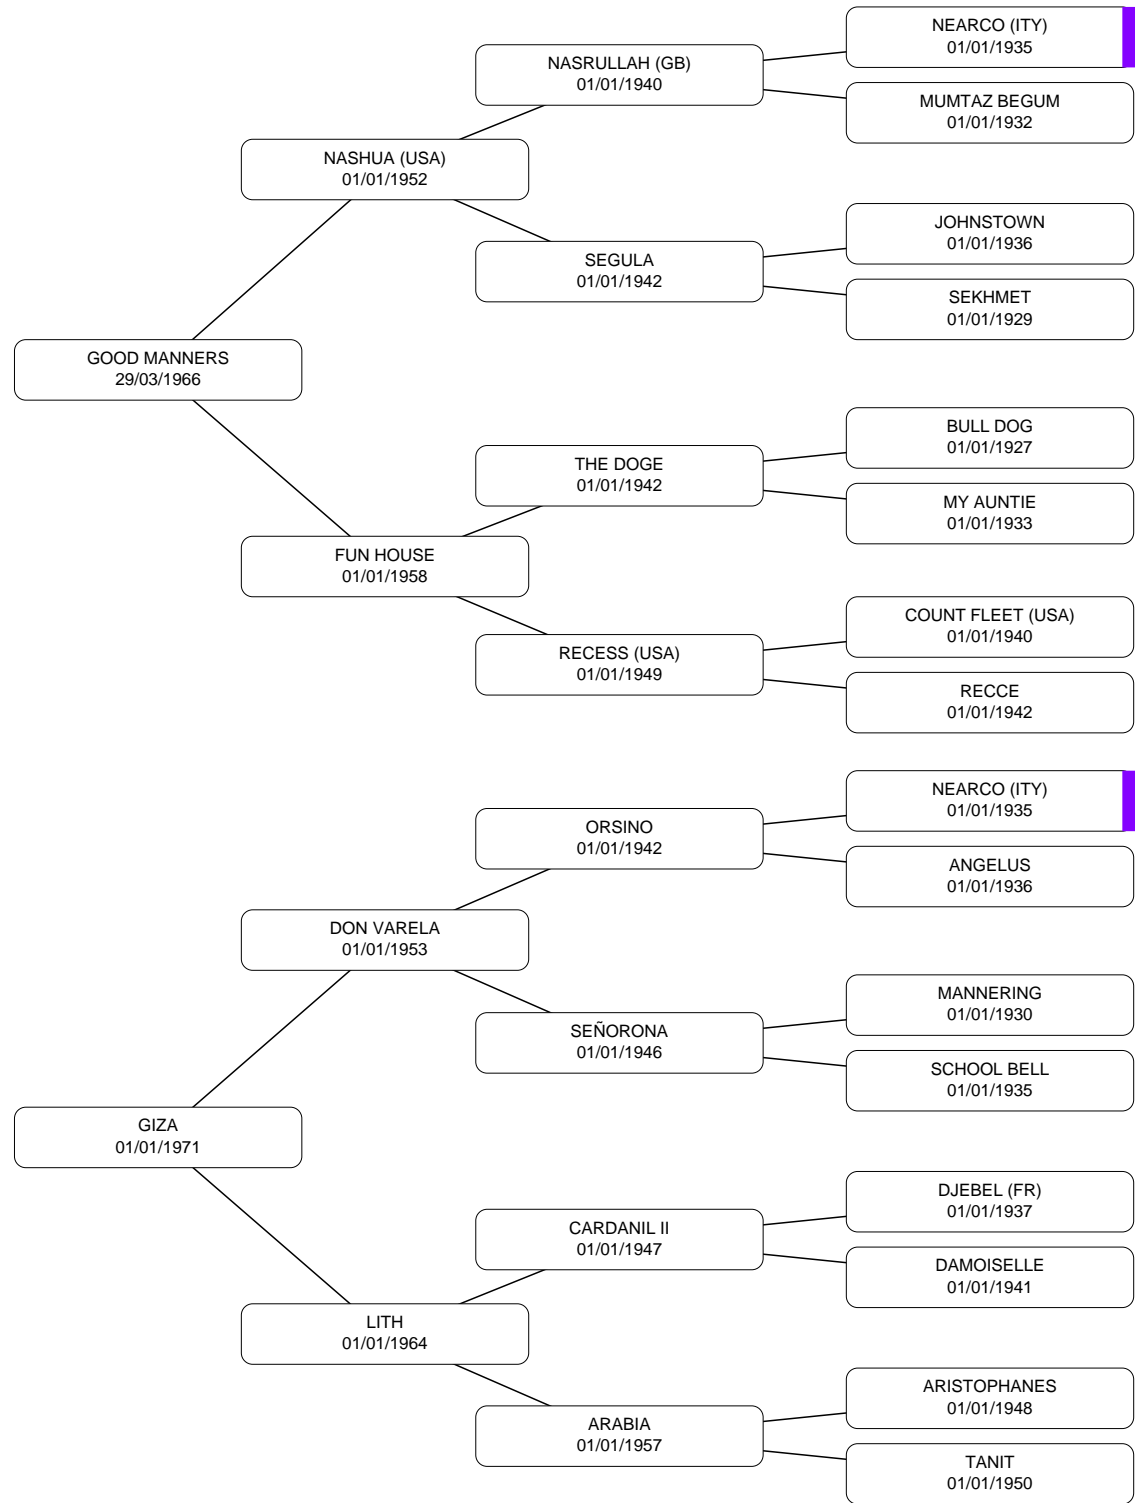 NEARCO (ITY)
01/01/1935
NASRULLAH (GB)
01/01/1940
MUMTAZ BEGUM
01/01/1932
NASHUA (USA)
01/01/1952
JOHNSTOWN
01/01/1936
SEGULA
01/01/1942
SEKHMET
01/01/1929
GOOD MANNERS
29/03/1966
BULL DOG
01/01/1927
THE DOGE
01/01/1942
MY AUNTIE
01/01/1933
FUN HOUSE
01/01/1958
COUNT FLEET (USA)
01/01/1940
RECESS (USA)
01/01/1949
RECCE
01/01/1942
NEARCO (ITY)
01/01/1935
ORSINO
01/01/1942
ANGELUS
01/01/1936
DON VARELA
01/01/1953
MANNERING
01/01/1930
SEÑORONA
01/01/1946
SCHOOL BELL
01/01/1935
GIZA
01/01/1971
DJEBEL (FR)
01/01/1937
CARDANIL II
01/01/1947
DAMOISELLE
01/01/1941
LITH
01/01/1964
ARISTOPHANES
01/01/1948
ARABIA
01/01/1957
TANIT
01/01/1950